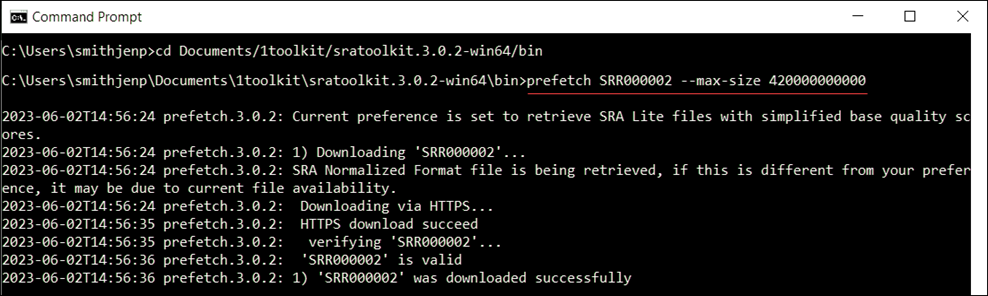 Command Prompt
C:\Users\smithjenp>cd Documents/1toolkit/sratoolkit.3.0.2-win64/bin
C:\Users\smithjenp\Documents\1toolkit\sratoolkit.3.0.2-win64\bin>prefetch SRR000002 --max-size 420000000000
2023-06-02T14:56:24 prefetch.3.0.2: Current preference is set to retrieve SRA Lite files with simplified base quality sc
ores.
2023-06-02T14:56:24 prefetch.3.0.2: 1) Downloading 'SRR000002'...
2023-06-02T14:56:24 prefetch.3.0.2: SRA Normalized Format file is being retrieved, if this is different from your prefer
ence, it may be due to current file availability.
2023-06-02T14:56:24 prefetch.3.0.2:  Downloading via HTTPS...
2023-06-02T14:56:35 prefetch.3.0.2:  HTTPS download succeed
2023-06-02T14:56:35 prefetch.3.0.2:   verifying 'SRR000002'...
2023-06-02T14:56:36 prefetch.3.0.2:  'SRR000002' is valid
2023-06-02T14:56:36 prefetch.3.0.2: 1) 'SRR000002' was downloaded successfully